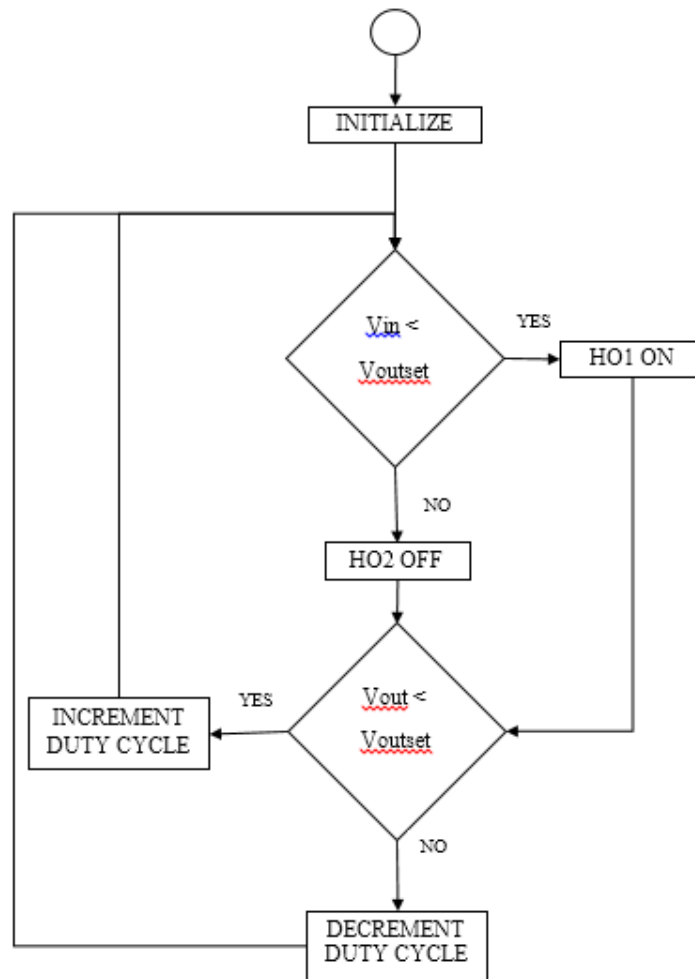 INITIALIZE
Vin <
Voutset
YES
HO1 ON
NO
HO2 OFF
Vout <
Voutset
YES
INCREMENT
DUTY CYCLE
NO
DECREMENT
DUTY CYCLE